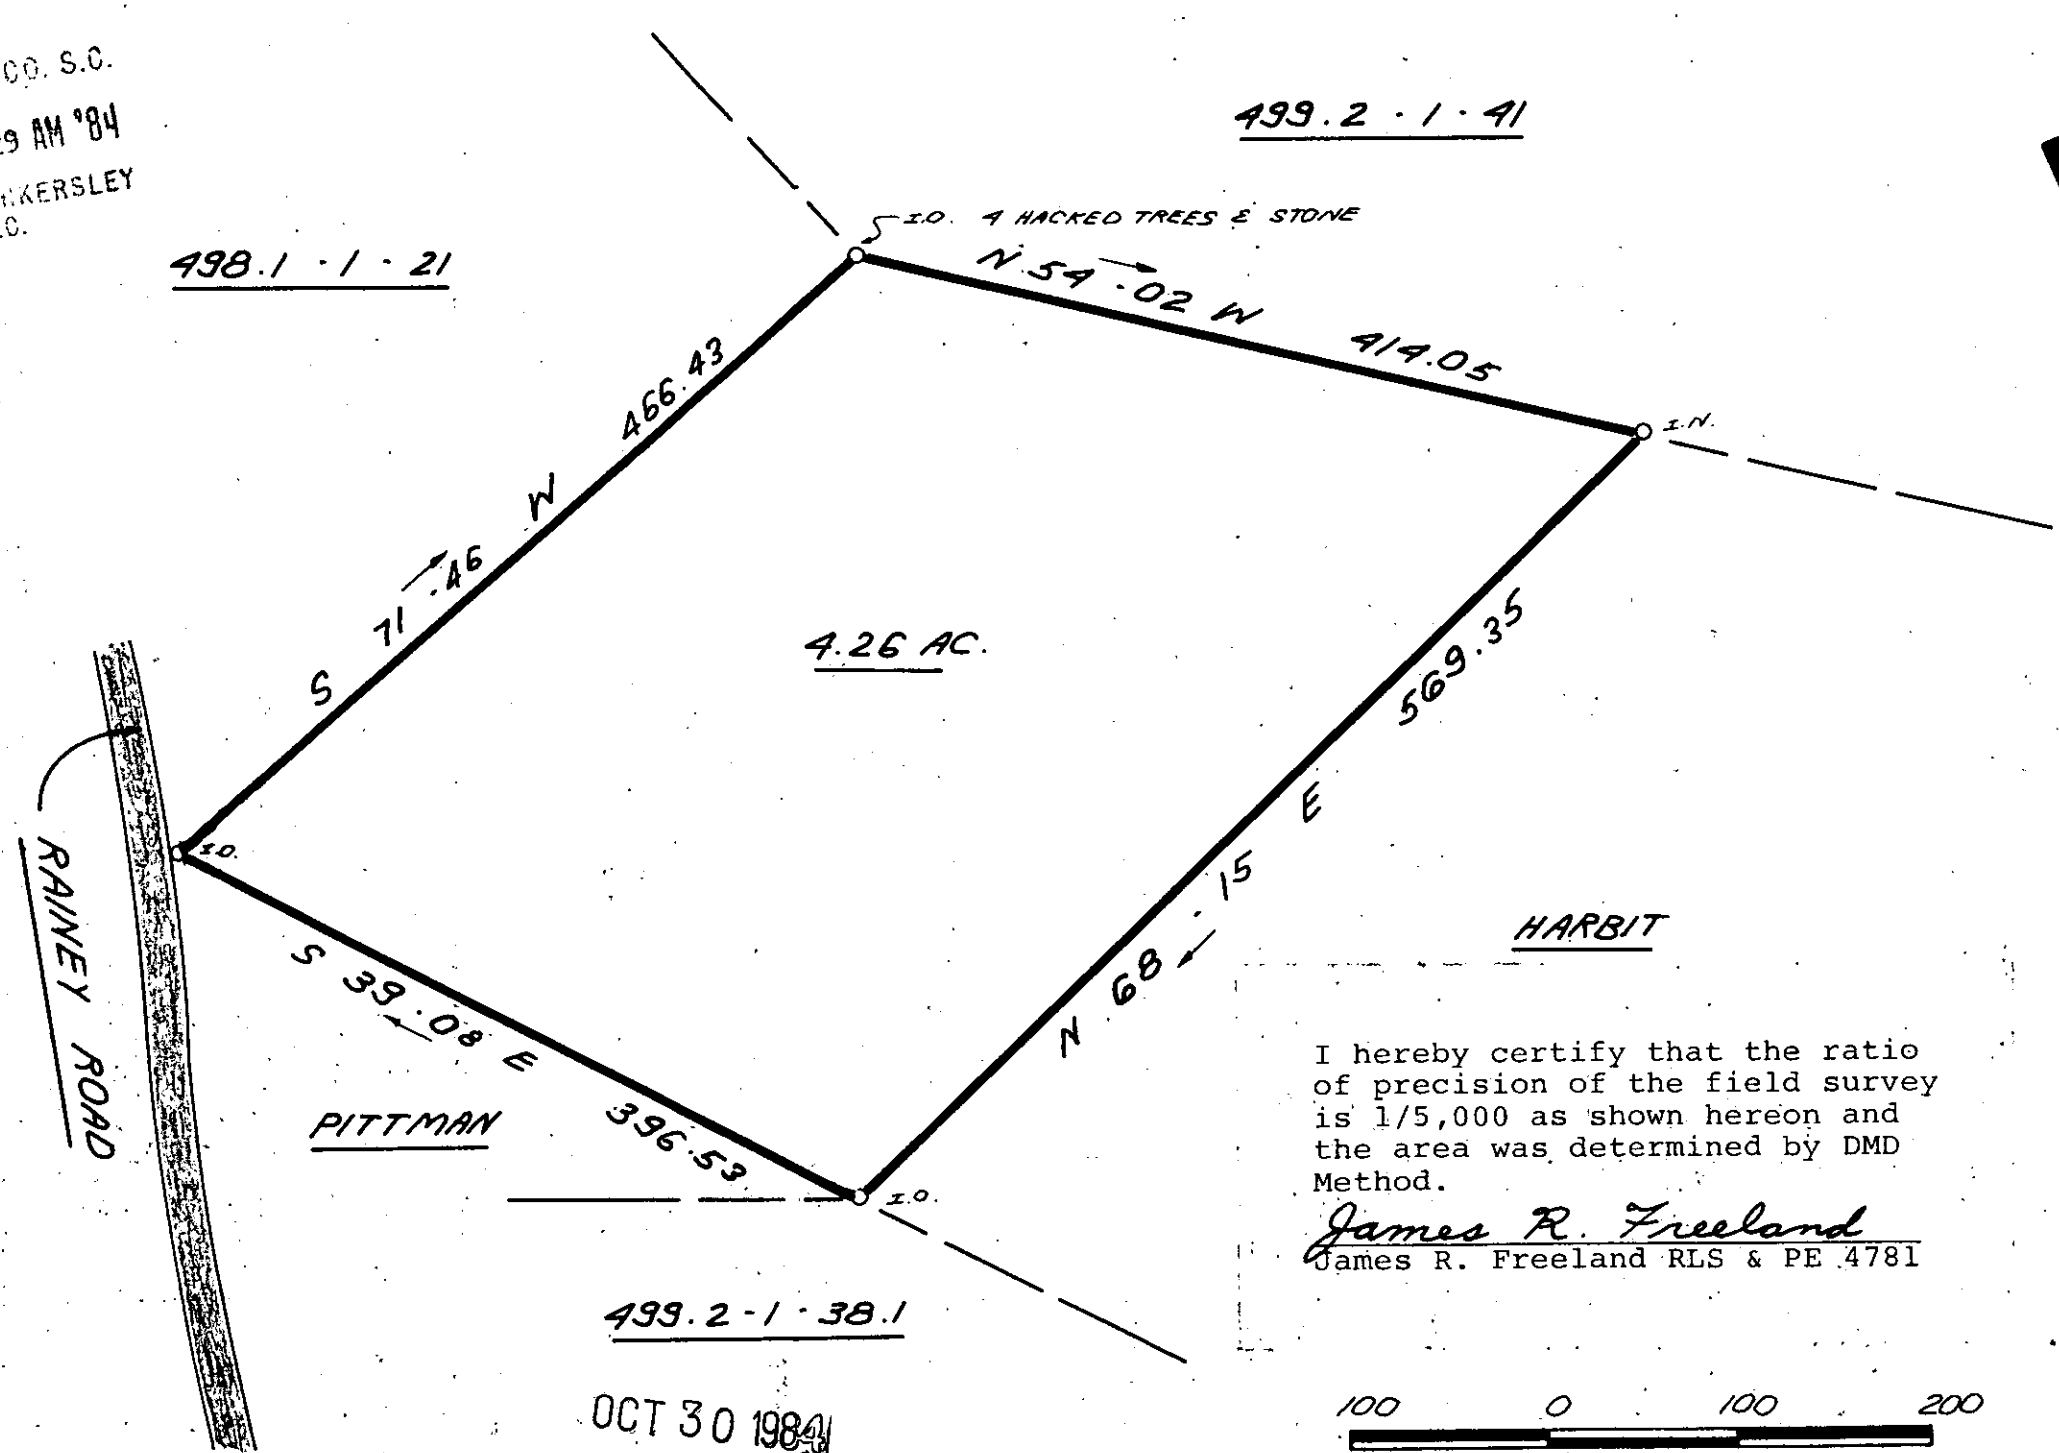 CO. S.C.
29 AM '84
KERSLEY
.C.
499.2 · 1 · 41
I.O. 4 HACKED TREES & STONE
498.1 · 1 · 21
N 54 · 02 W 414.05
I.N.
S 71 · 46 W 466.43
4.26 AC.
569.35
N 68 · 15 E
I.O.
RAINEY ROAD
S 39 · 08 E 396.53
HARBIT
PITTMAN
I.O.
I hereby certify that the ratio
of precision of the field survey
is 1/5,000 as shown hereon and
the area was determined by DMD
Method.
James R. Freeland
James R. Freeland RLS & PE 4781
499.2 - 1 · 38.1
OCT 30 1984
100 0 100 200